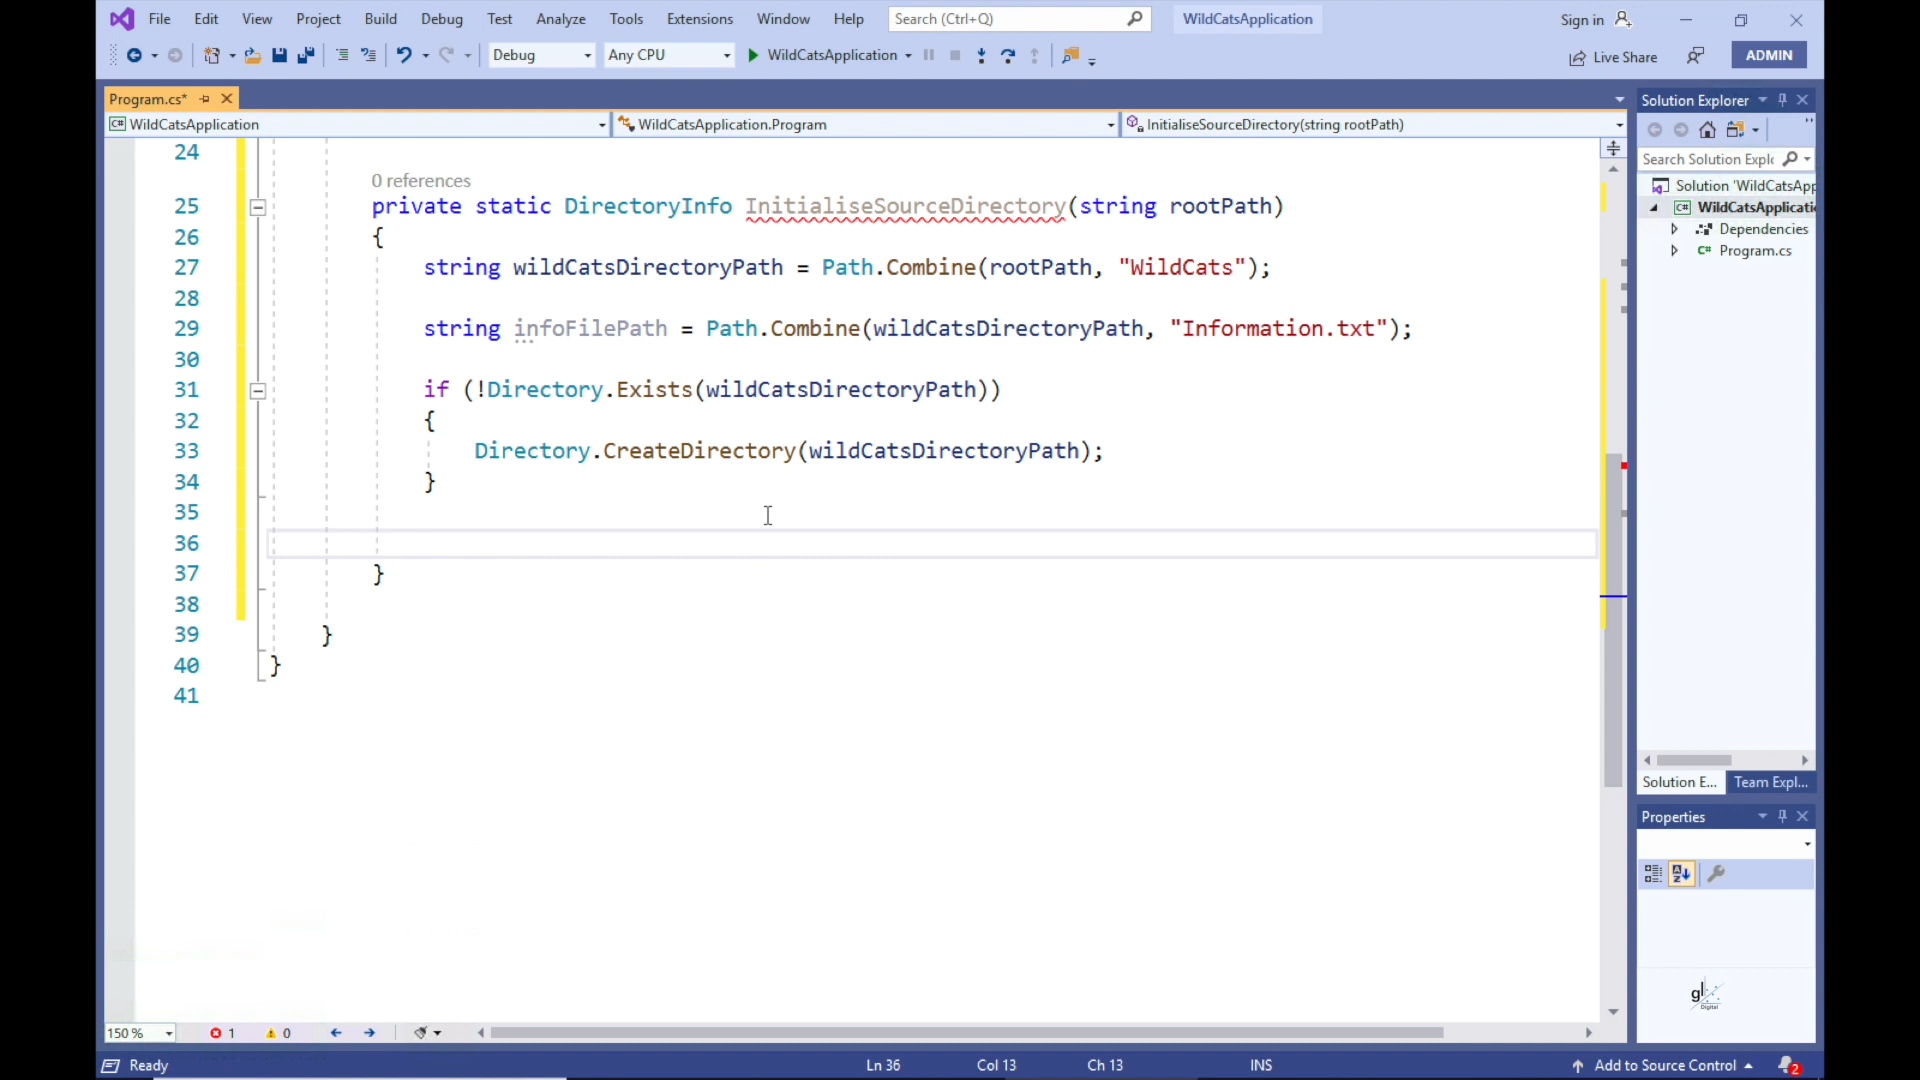 File Edit View Project Build Debug Test Analyze Tools Extensions Window Help Search (Ctrl+Q) WildCatsApplication Sign in
Debug Any CPU WildCatsApplication Live Share ADMIN
Program.cs*
WildCatsApplication WildCatsApplication.Program InitialiseSourceDirectory(string rootPath)
24
0 references
25 private static DirectoryInfo InitialiseSourceDirectory(string rootPath)
26 {
27 string wildCatsDirectoryPath = Path.Combine(rootPath, "WildCats");
28
29 string infoFilePath = Path.Combine(wildCatsDirectoryPath, "Information.txt");
30
31 if (!Directory.Exists(wildCatsDirectoryPath))
32 {
33 Directory.CreateDirectory(wildCatsDirectoryPath);
34 }
35
36
37 }
38
39 }
40 }
41
150 % 1 0
Ready Ln 36 Col 13 Ch 13 INS Add to Source Control 2
Solution Explorer
Search Solution Explo
Solution 'WildCatsApp
WildCatsApplicati
Dependencies
C# Program.cs
Solution E... Team Expl...
Properties
gl
Digital